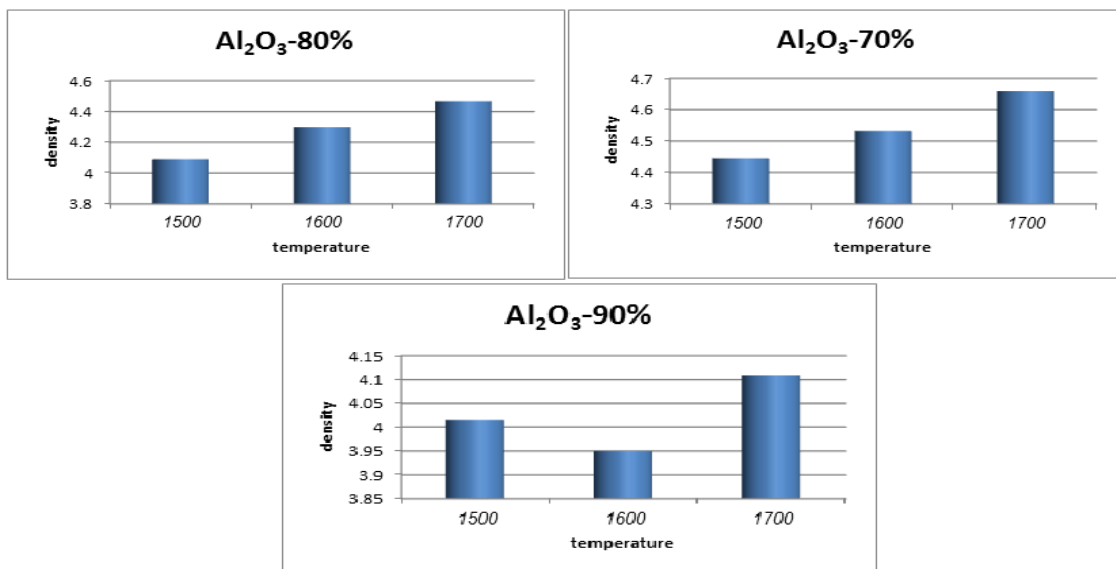 Al₂O₃-80%
density
4.6
4.4
4.2
4
3.8
1500 1600 1700
temperature
Al₂O₃-70%
density
4.7
4.6
4.5
4.4
4.3
1500 1600 1700
temperature
Al₂O₃-90%
density
4.15
4.1
4.05
4
3.95
3.9
3.85
1500 1600 1700
temperature